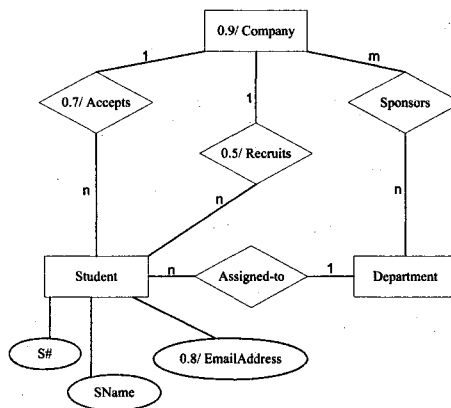 0.9/ Company
1
1
m
0.7/ Accepts
Sponsors
0.5/ Recruits
n
n
n
Student
n
Assigned-to
1
Department
S#
0.8/ EmailAddress
SName